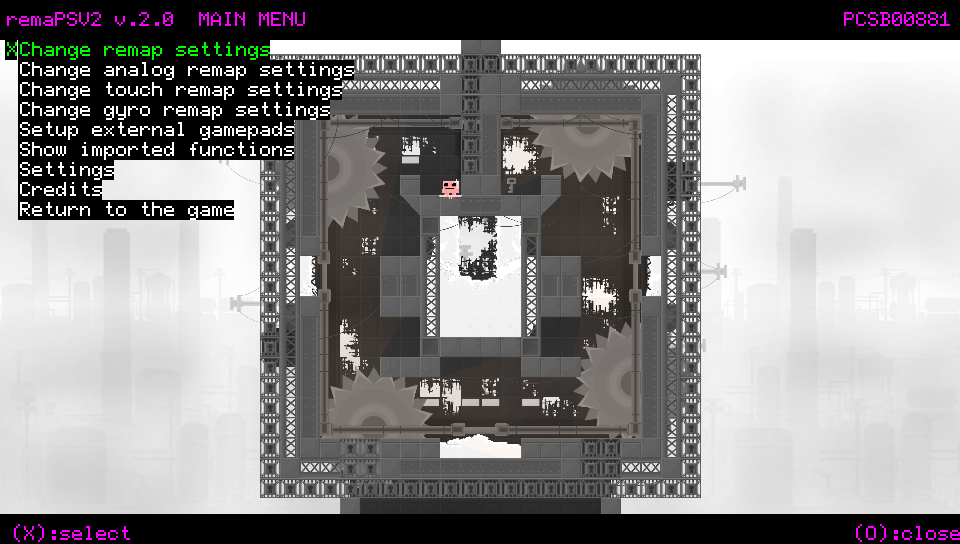 remaPSV2 v.2.0 MAIN MENU PCSB00881
XChange remap settings
Change analog remap settings
Change touch remap settings
Change gyro remap settings
Setup external gamepads
Show imported functions
Settings
Credits
Return to the game
(X):select (O):close